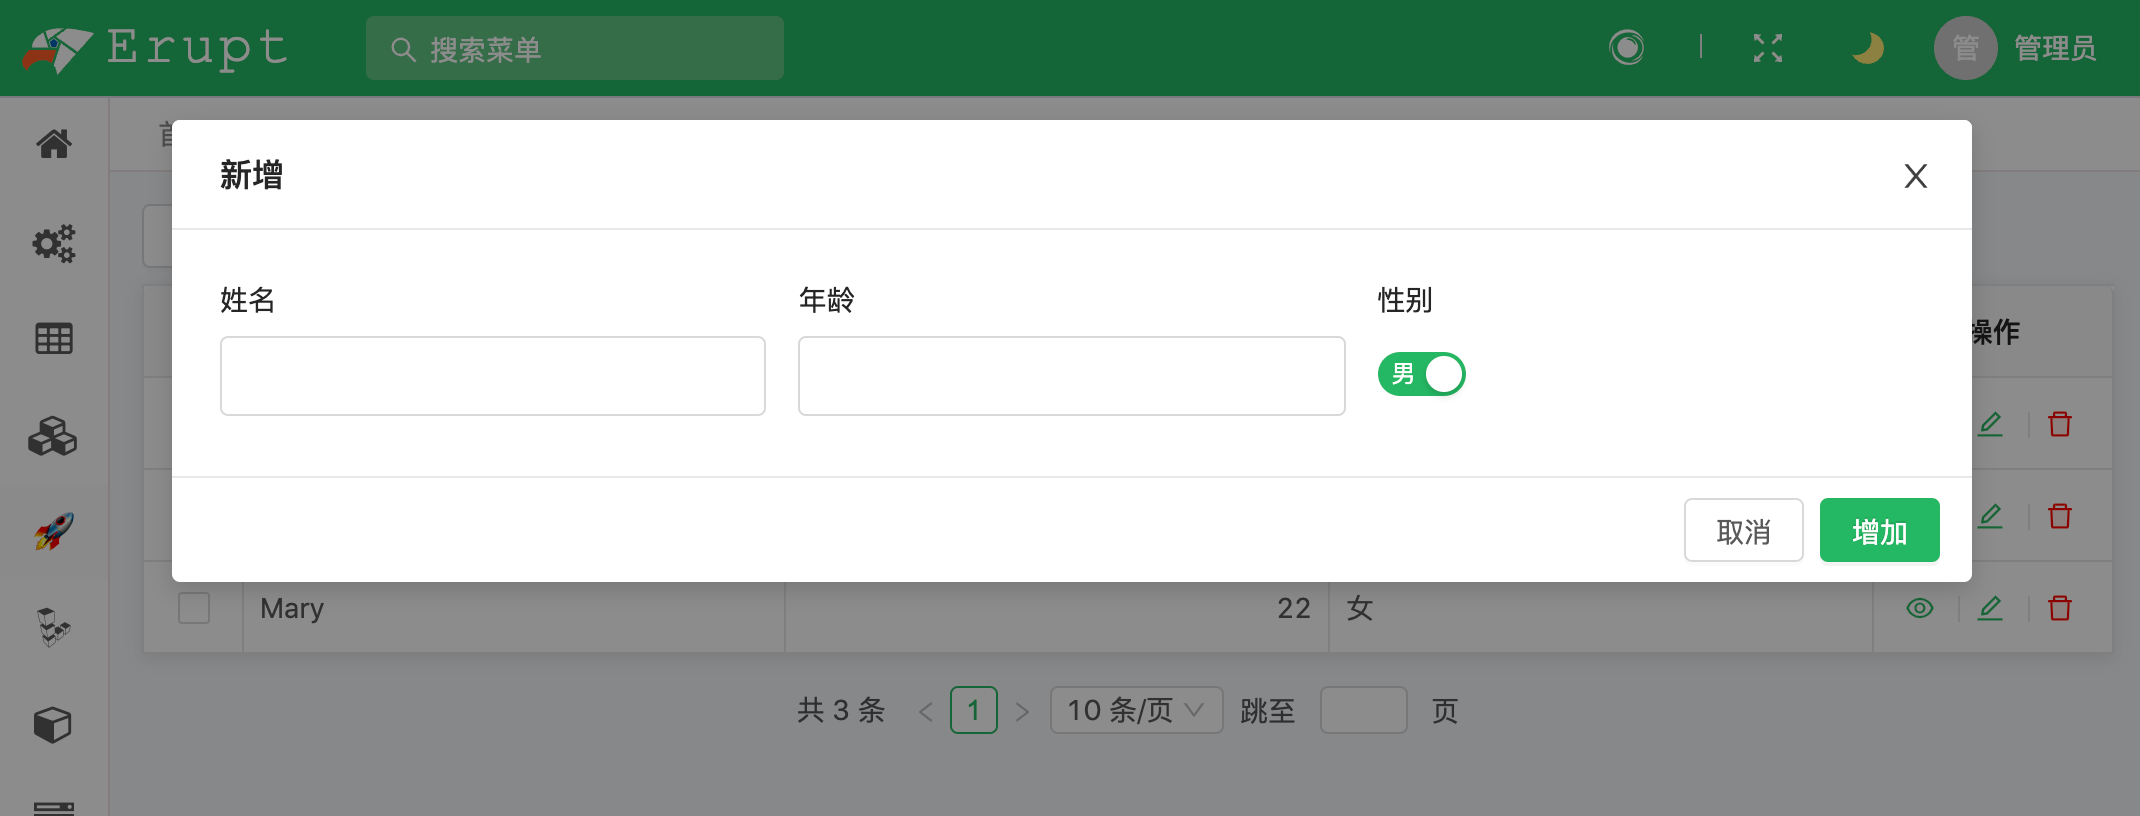 Erupt
搜索菜单
管
管理员
首
新增
姓名
年龄
性别
男
操作
取消
增加
Mary
22
女
共 3 条
1
10 条/页
跳至
页